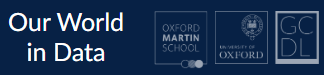 Our World
in Data
OXFORD
MARTIN
SCHOOL
UNIVERSITY OF
OXFORD
GC
DL